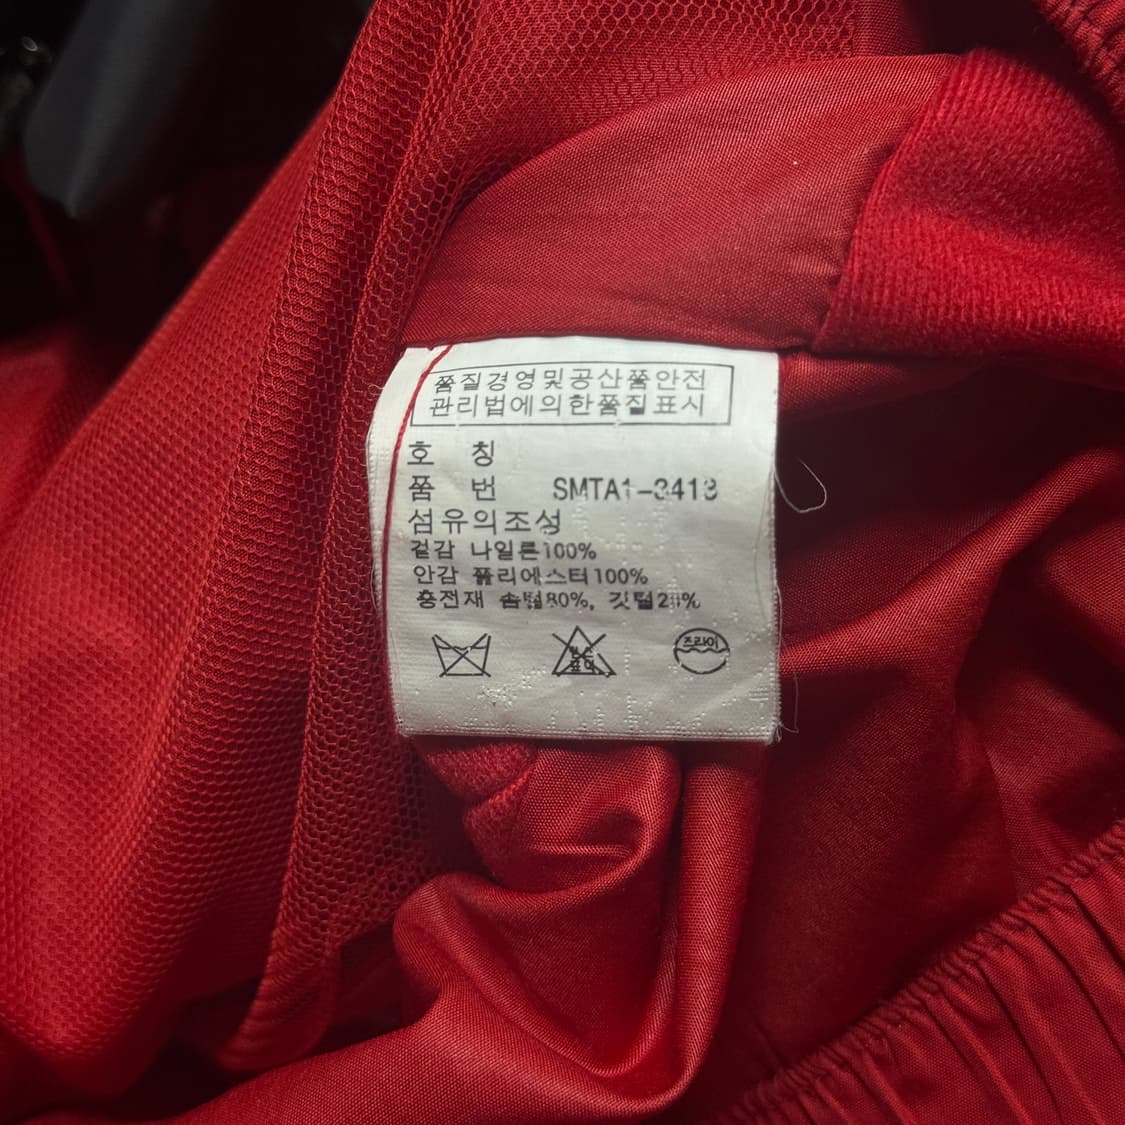 품질경영및공산품안전
관리법에의한품질표시
호 칭
품 번 SMTA1-3418
섬유의조성
겉감 나일론100%
안감 폴리에스터100%
충전재 솜털80%, 깃털20%
드라이